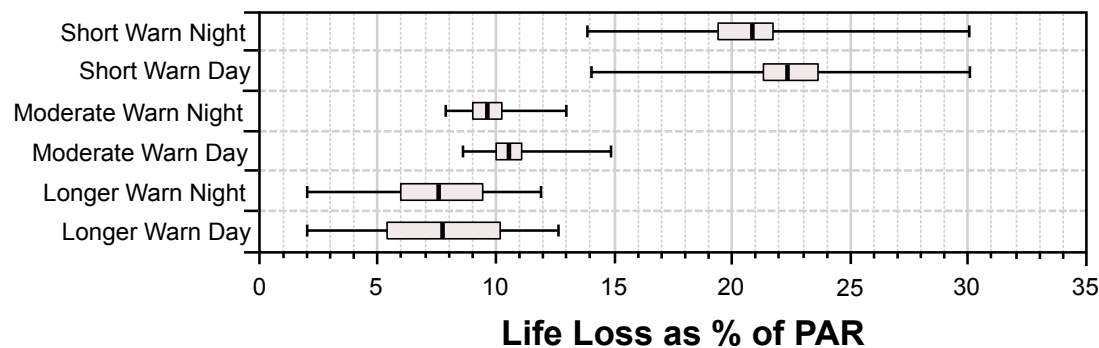 Short Warn Night
Short Warn Day
Moderate Warn Night
Moderate Warn Day
Longer Warn Night
Longer Warn Day
0 5 10 15 20 25 30 35
Life Loss as % of PAR